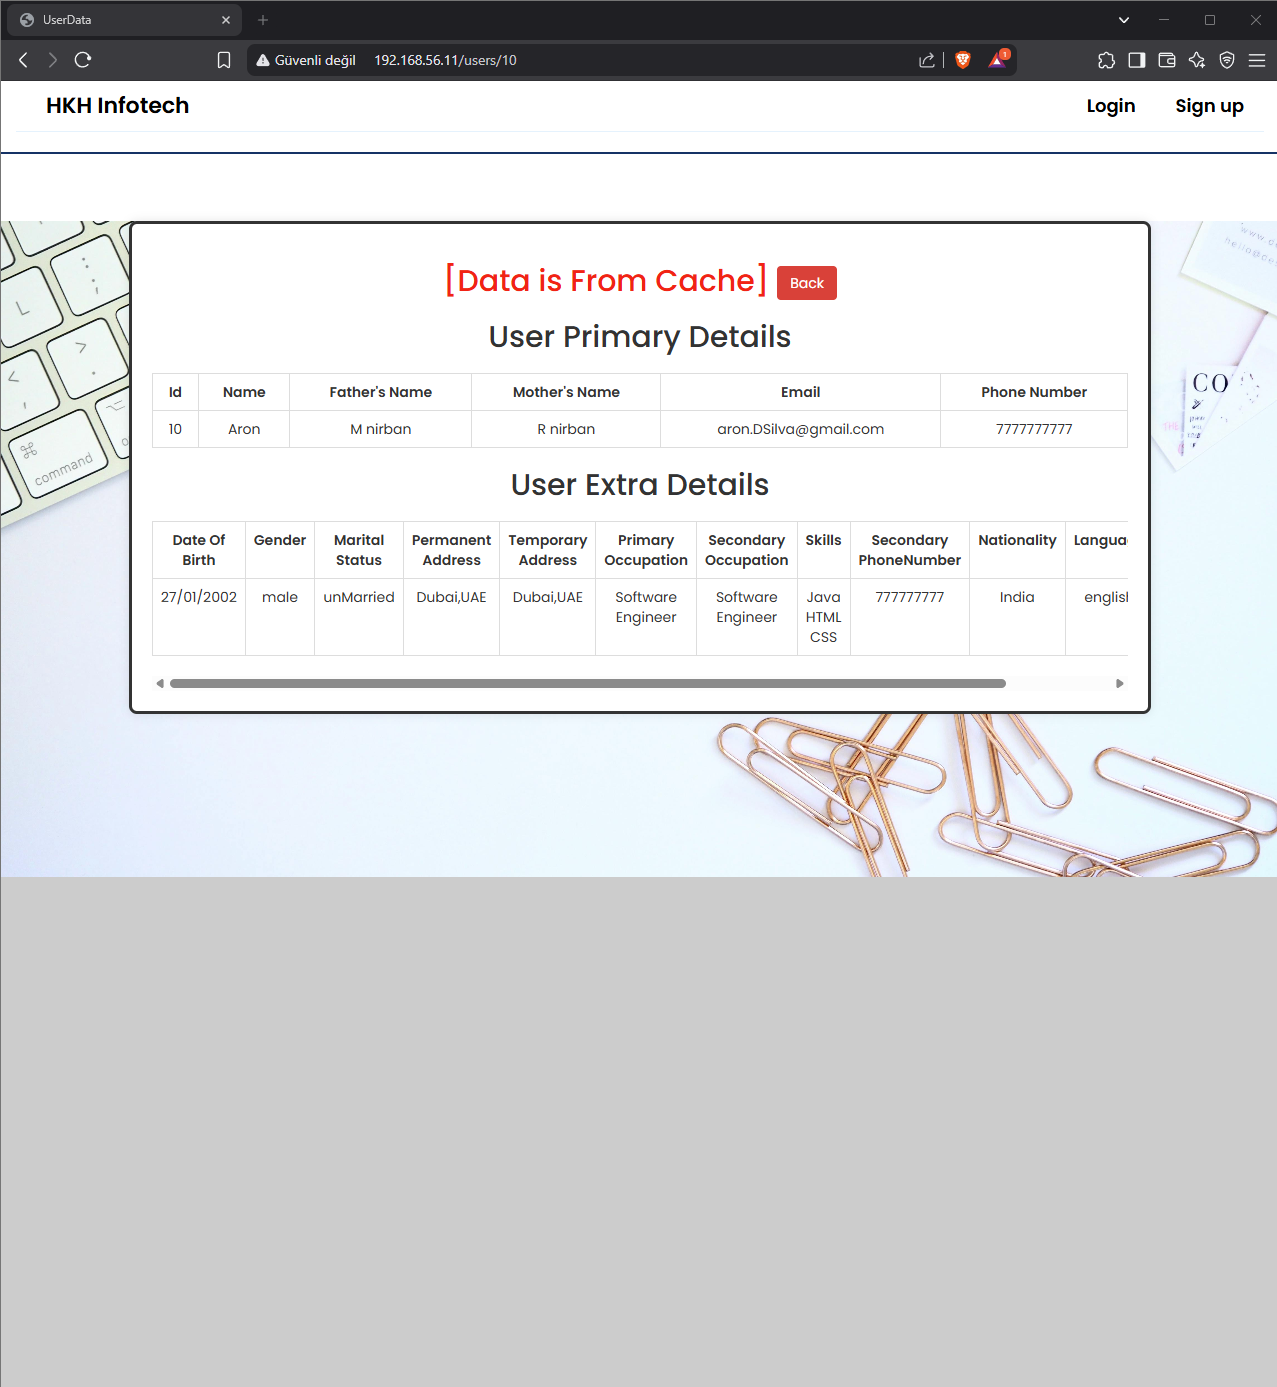 UserData
Güvenli değil 192.168.56.11/users/10
1
HKH Infotech Login Sign up
[Data is From Cache] Back
User Primary Details
Id Name Father's Name Mother's Name Email Phone Number
10 Aron M nirban R nirban aron.DSilva@gmail.com 7777777777
User Extra Details
Date Of Birth Gender Marital Status Permanent Address Temporary Address Primary Occupation Secondary Occupation Skills Secondary PhoneNumber Nationality Langua
27/01/2002 male unMarried Dubai,UAE Dubai,UAE Software Engineer Software Engineer Java HTML CSS 777777777 India english
L
command
CO